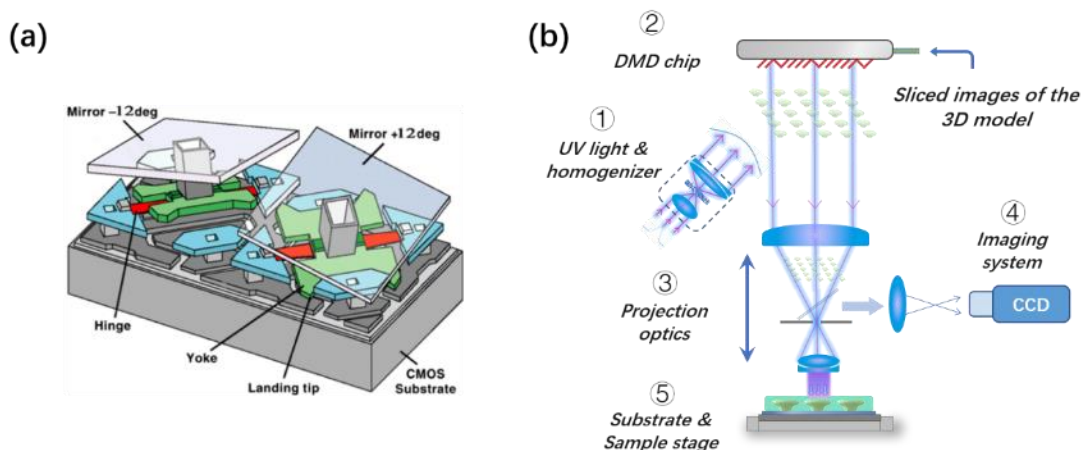 (a)
Mirror −12deg
Mirror +12deg
Hinge
Yoke
Landing tip
CMOS
Substrate
(b)
②
DMD chip
Sliced images of the
3D model
①
UV light &
homogenizer
④
Imaging
system
③
Projection
optics
CCD
⑤
Substrate &
Sample stage